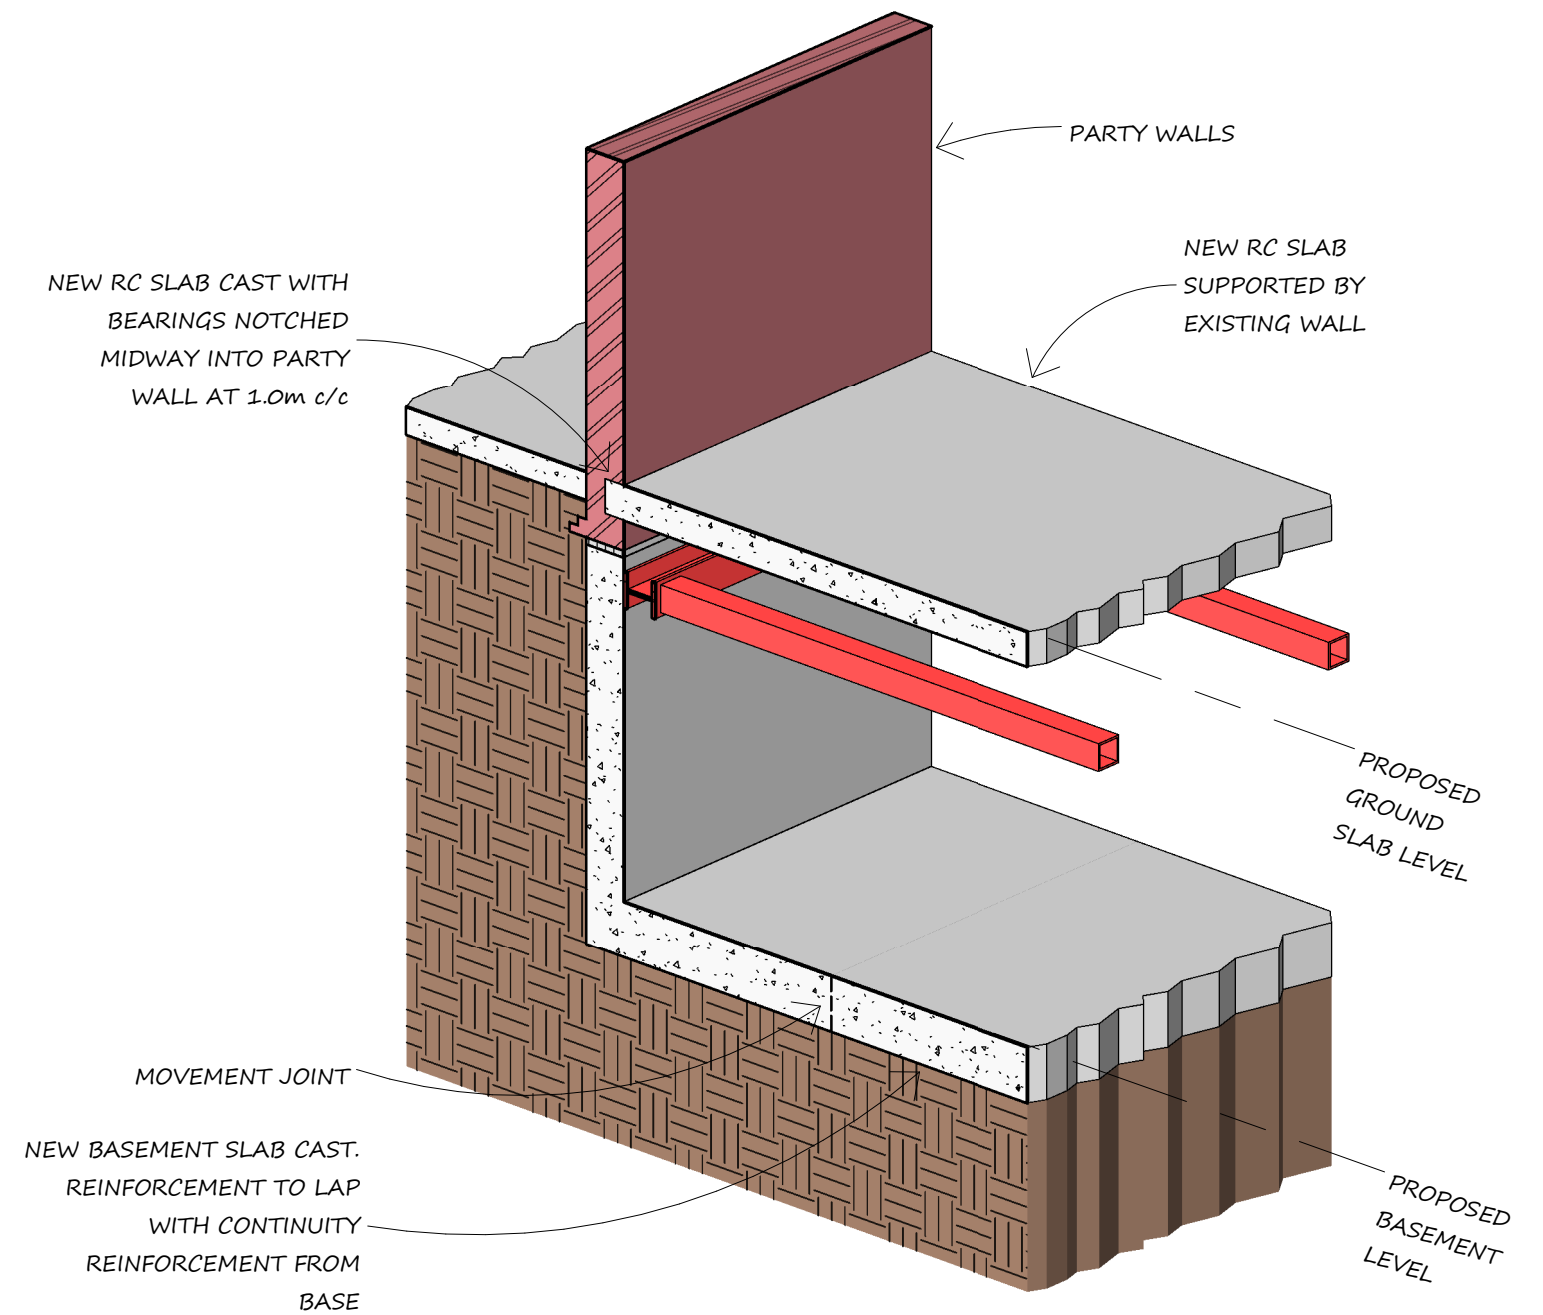 PARTY WALLS
NEW RC SLAB
SUPPORTED BY
EXISTING WALL
NEW RC SLAB CAST WITH
BEARINGS NOTCHED
MIDWAY INTO PARTY
WALL AT 1.0m c/c
PROPOSED
GROUND
SLAB LEVEL
MOVEMENT JOINT
NEW BASEMENT SLAB CAST.
REINFORCEMENT TO LAP
WITH CONTINUITY
REINFORCEMENT FROM
BASE
PROPOSED
BASEMENT
LEVEL